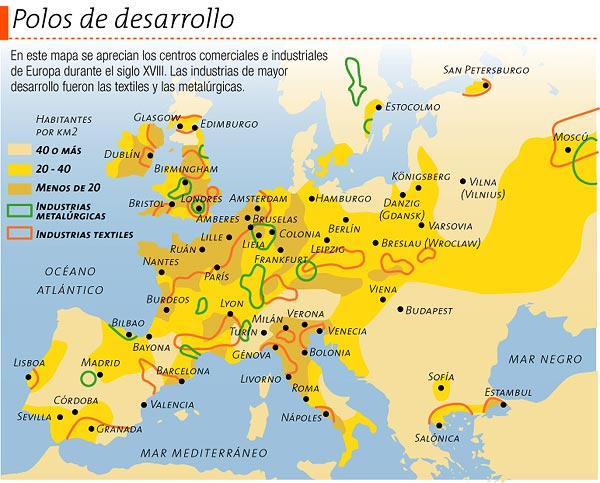 Polos de desarrollo
En este mapa se aprecian los centros comerciales e industriales
de Europa durante el siglo XVIII. Las industrias de mayor
desarrollo fueron las textiles y las metalúrgicas.
Habitantes
por km2
40 o más
20 - 40
Menos de 20
Industrias
metalúrgicas
Industrias textiles
San Petersburgo
Estocolmo
Glasgow
Edimburgo
Moscú
Dublín
Birmingham
Königsberg
Vilna
(Vilnius)
Bristol
Londres
Amsterdam
Hamburgo
Danzig
(Gdansk)
Amberes
Bruselas
Berlín
Varsovia
Lille
Lieja
Colonia
Leipzig
Breslau (Wroclaw)
Ruán
Frankfurt
Nantes
París
Océano
Atlántico
Viena
Burdeos
Lyon
Budapest
Milán
Verona
Bilbao
Turín
Venecia
Bayona
Génova
Bolonia
Mar Negro
Lisboa
Madrid
Barcelona
Livorno
Sofía
Roma
Estambul
Córdoba
Valencia
Sevilla
Nápoles
Granada
Salónica
Mar Mediterráneo